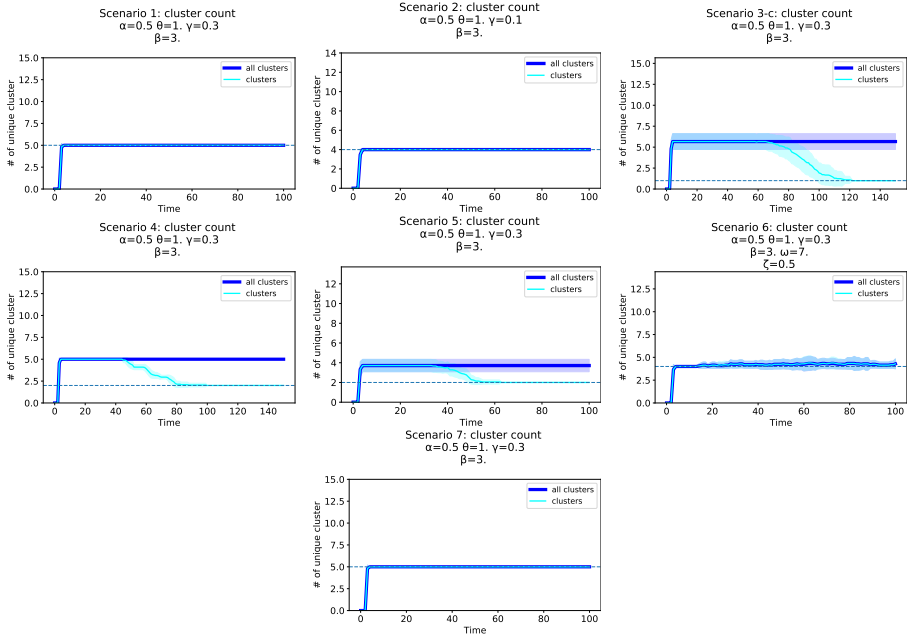 Scenario 1: cluster count
α=0.5 θ=1. γ=0.3
β=3.
15.0
12.5
10.0
7.5
5.0
2.5
0.0
# of unique cluster
all clusters
clusters
0 20 40 60 80 100
Time
Scenario 2: cluster count
α=0.5 θ=1. γ=0.1
β=3.
14
12
10
8
6
4
2
0
# of unique cluster
all clusters
clusters
0 20 40 60 80 100
Time
Scenario 3-c: cluster count
α=0.5 θ=1. γ=0.3
β=3.
15.0
12.5
10.0
7.5
5.0
2.5
0.0
# of unique cluster
all clusters
clusters
0 20 40 60 80 100 120 140
Time
Scenario 4: cluster count
α=0.5 θ=1. γ=0.3
β=3.
15.0
12.5
10.0
7.5
5.0
2.5
0.0
# of unique cluster
all clusters
clusters
0 20 40 60 80 100 120 140
Time
Scenario 5: cluster count
α=0.5 θ=1. γ=0.3
β=3.
12
10
8
6
4
2
0
# of unique cluster
all clusters
clusters
0 20 40 60 80 100
Time
Scenario 6: cluster count
α=0.5 θ=1. γ=0.3
β=3. ω=7.
ζ=0.5
12.5
10.0
7.5
5.0
2.5
0.0
# of unique cluster
all clusters
clusters
0 20 40 60 80 100
Time
Scenario 7: cluster count
α=0.5 θ=1. γ=0.3
β=3.
15.0
12.5
10.0
7.5
5.0
2.5
0.0
# of unique cluster
all clusters
clusters
0 20 40 60 80 100
Time